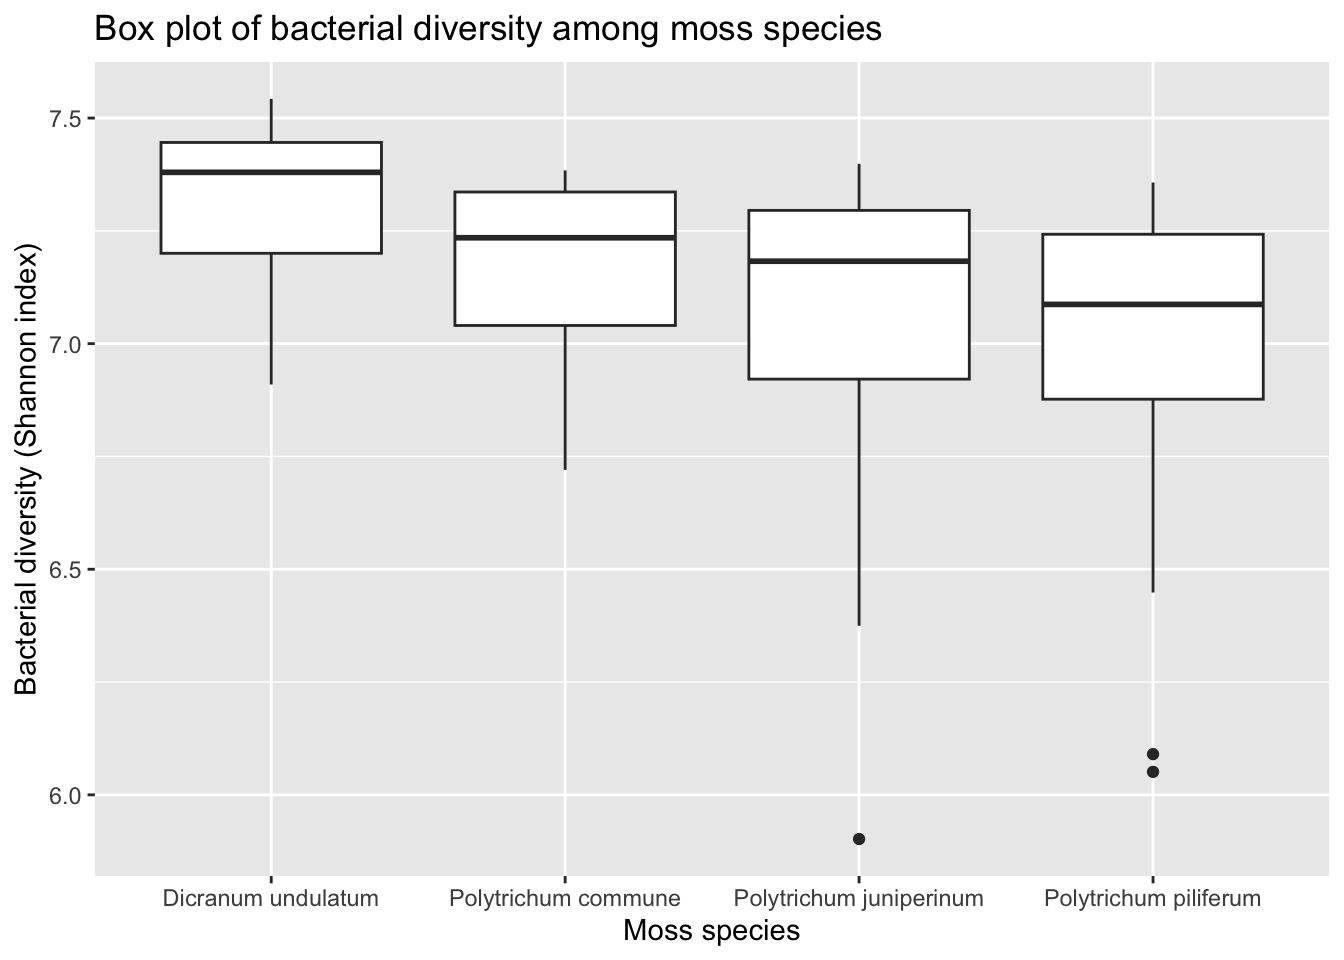 Box plot of bacterial diversity among moss species
Bacterial diversity (Shannon index)
7.5
7.0
6.5
6.0
Dicranum undulatum
Polytrichum commune
Polytrichum juniperinum
Polytrichum piliferum
Moss species